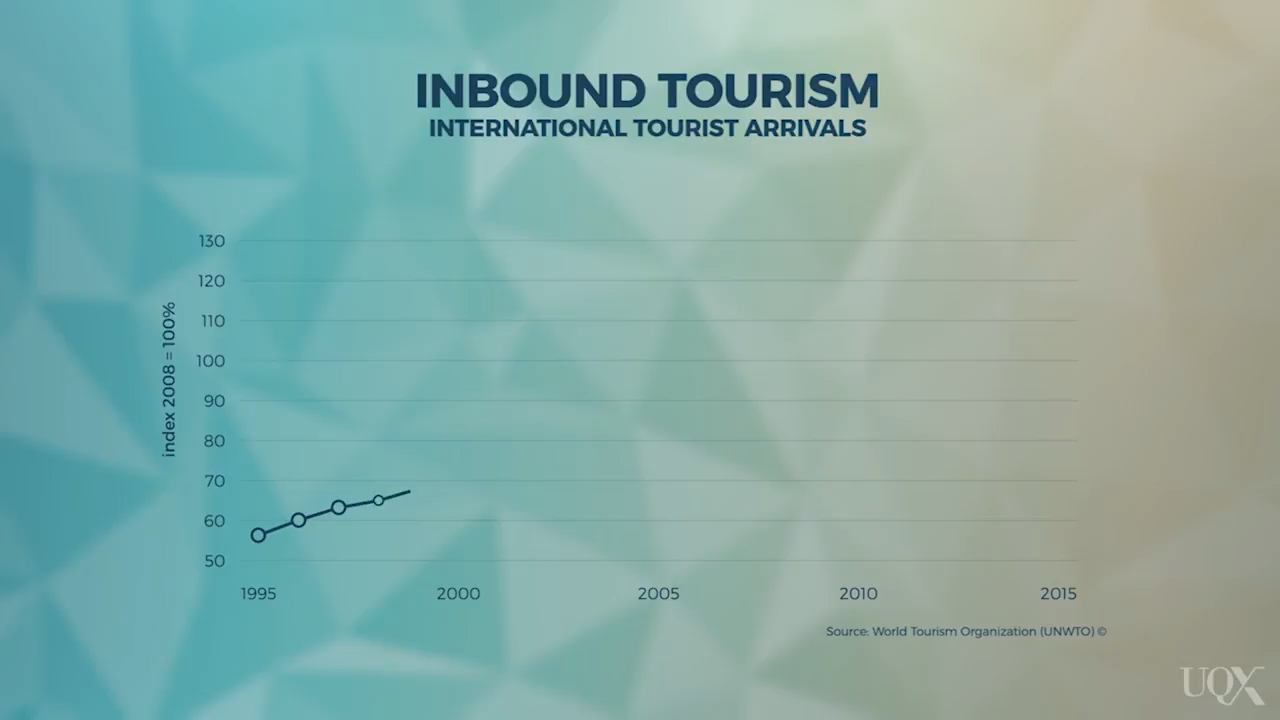 INBOUND TOURISM
INTERNATIONAL TOURIST ARRIVALS
index 2008 = 100%
130
120
110
100
90
80
70
60
50
1995 2000 2005 2010 2015
Source: World Tourism Organization (UNWTO) ©
UQX